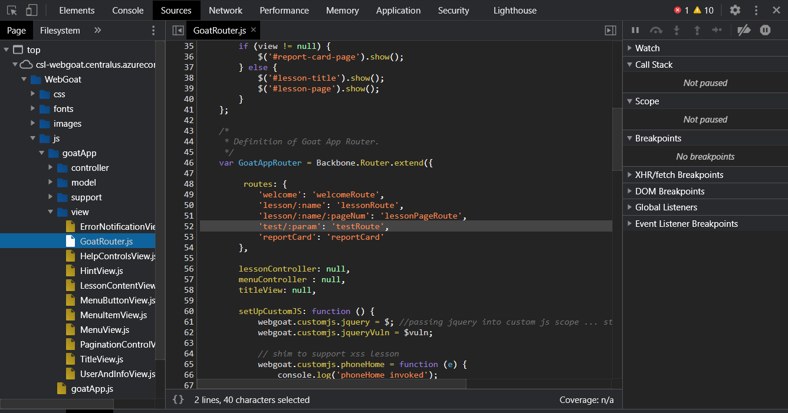 Elements Console Sources Network Performance Memory Application Security Lighthouse 1 10
Page Filesystem »
GoatRouter.js ×
top
csl-webgoat.centralus.azurecor
WebGoat
css
fonts
images
js
goatApp
controller
model
support
view
ErrorNotificationVie
GoatRouter.js
HelpControlsView.js
HintView.js
LessonContentView
MenuButtonView.js
MenuItemView.js
MenuView.js
PaginationControlV
TitleView.js
UserAndInfoView.js
goatApp.js
35 if (view != null) {
36 $('#report-card-page').show();
37 } else {
38 $('#lesson-title').show();
39 $('#lesson-page').show();
40 }
41 };
42
43 /*
44 * Definition of Goat App Router.
45 */
46 var GoatAppRouter = Backbone.Router.extend({
47
48 routes: {
49 'welcome': 'welcomeRoute',
50 'lesson/:name': 'lessonRoute',
51 'lesson/:name/:pageNum': 'lessonPageRoute',
52 'test/:param': 'testRoute',
53 'reportCard': 'reportCard'
54 },
55
56 lessonController: null,
57 menuController : null,
58 titleView: null,
59
60 setUpCustomJS: function () {
61 webgoat.customjs.jquery = $; //passing jquery into custom js scope ... st
62 webgoat.customjs.jqueryVuln = $vuln;
63
64 // shim to support xss lesson
65 webgoat.customjs.phoneHome = function (e) {
66 console.log('phoneHome invoked');
67
{} 2 lines, 40 characters selected Coverage: n/a
Watch
Call Stack
Not paused
Scope
Not paused
Breakpoints
No breakpoints
XHR/fetch Breakpoints
DOM Breakpoints
Global Listeners
Event Listener Breakpoints